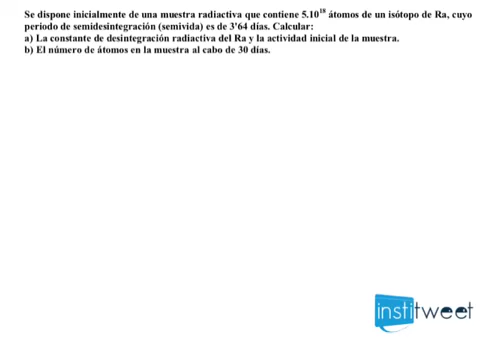 Se dispone inicialmente de una muestra radiactiva que contiene 5.10¹⁸ átomos de un isótopo de Ra, cuyo
periodo de semidesintegración (semivida) es de 3'64 días. Calcular:
a) La constante de desintegración radiactiva del Ra y la actividad inicial de la muestra.
b) El número de átomos en la muestra al cabo de 30 días.
institweet